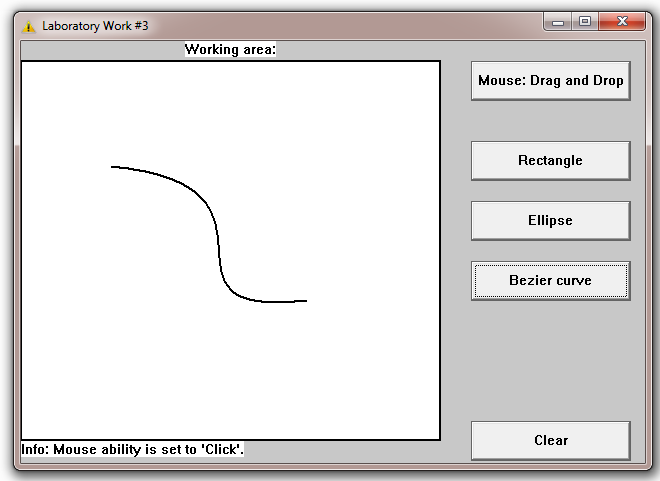 Laboratory Work #3
Working area:
Mouse: Drag and Drop
Rectangle
Ellipse
Bezier curve
Clear
Info: Mouse ability is set to 'Click'.